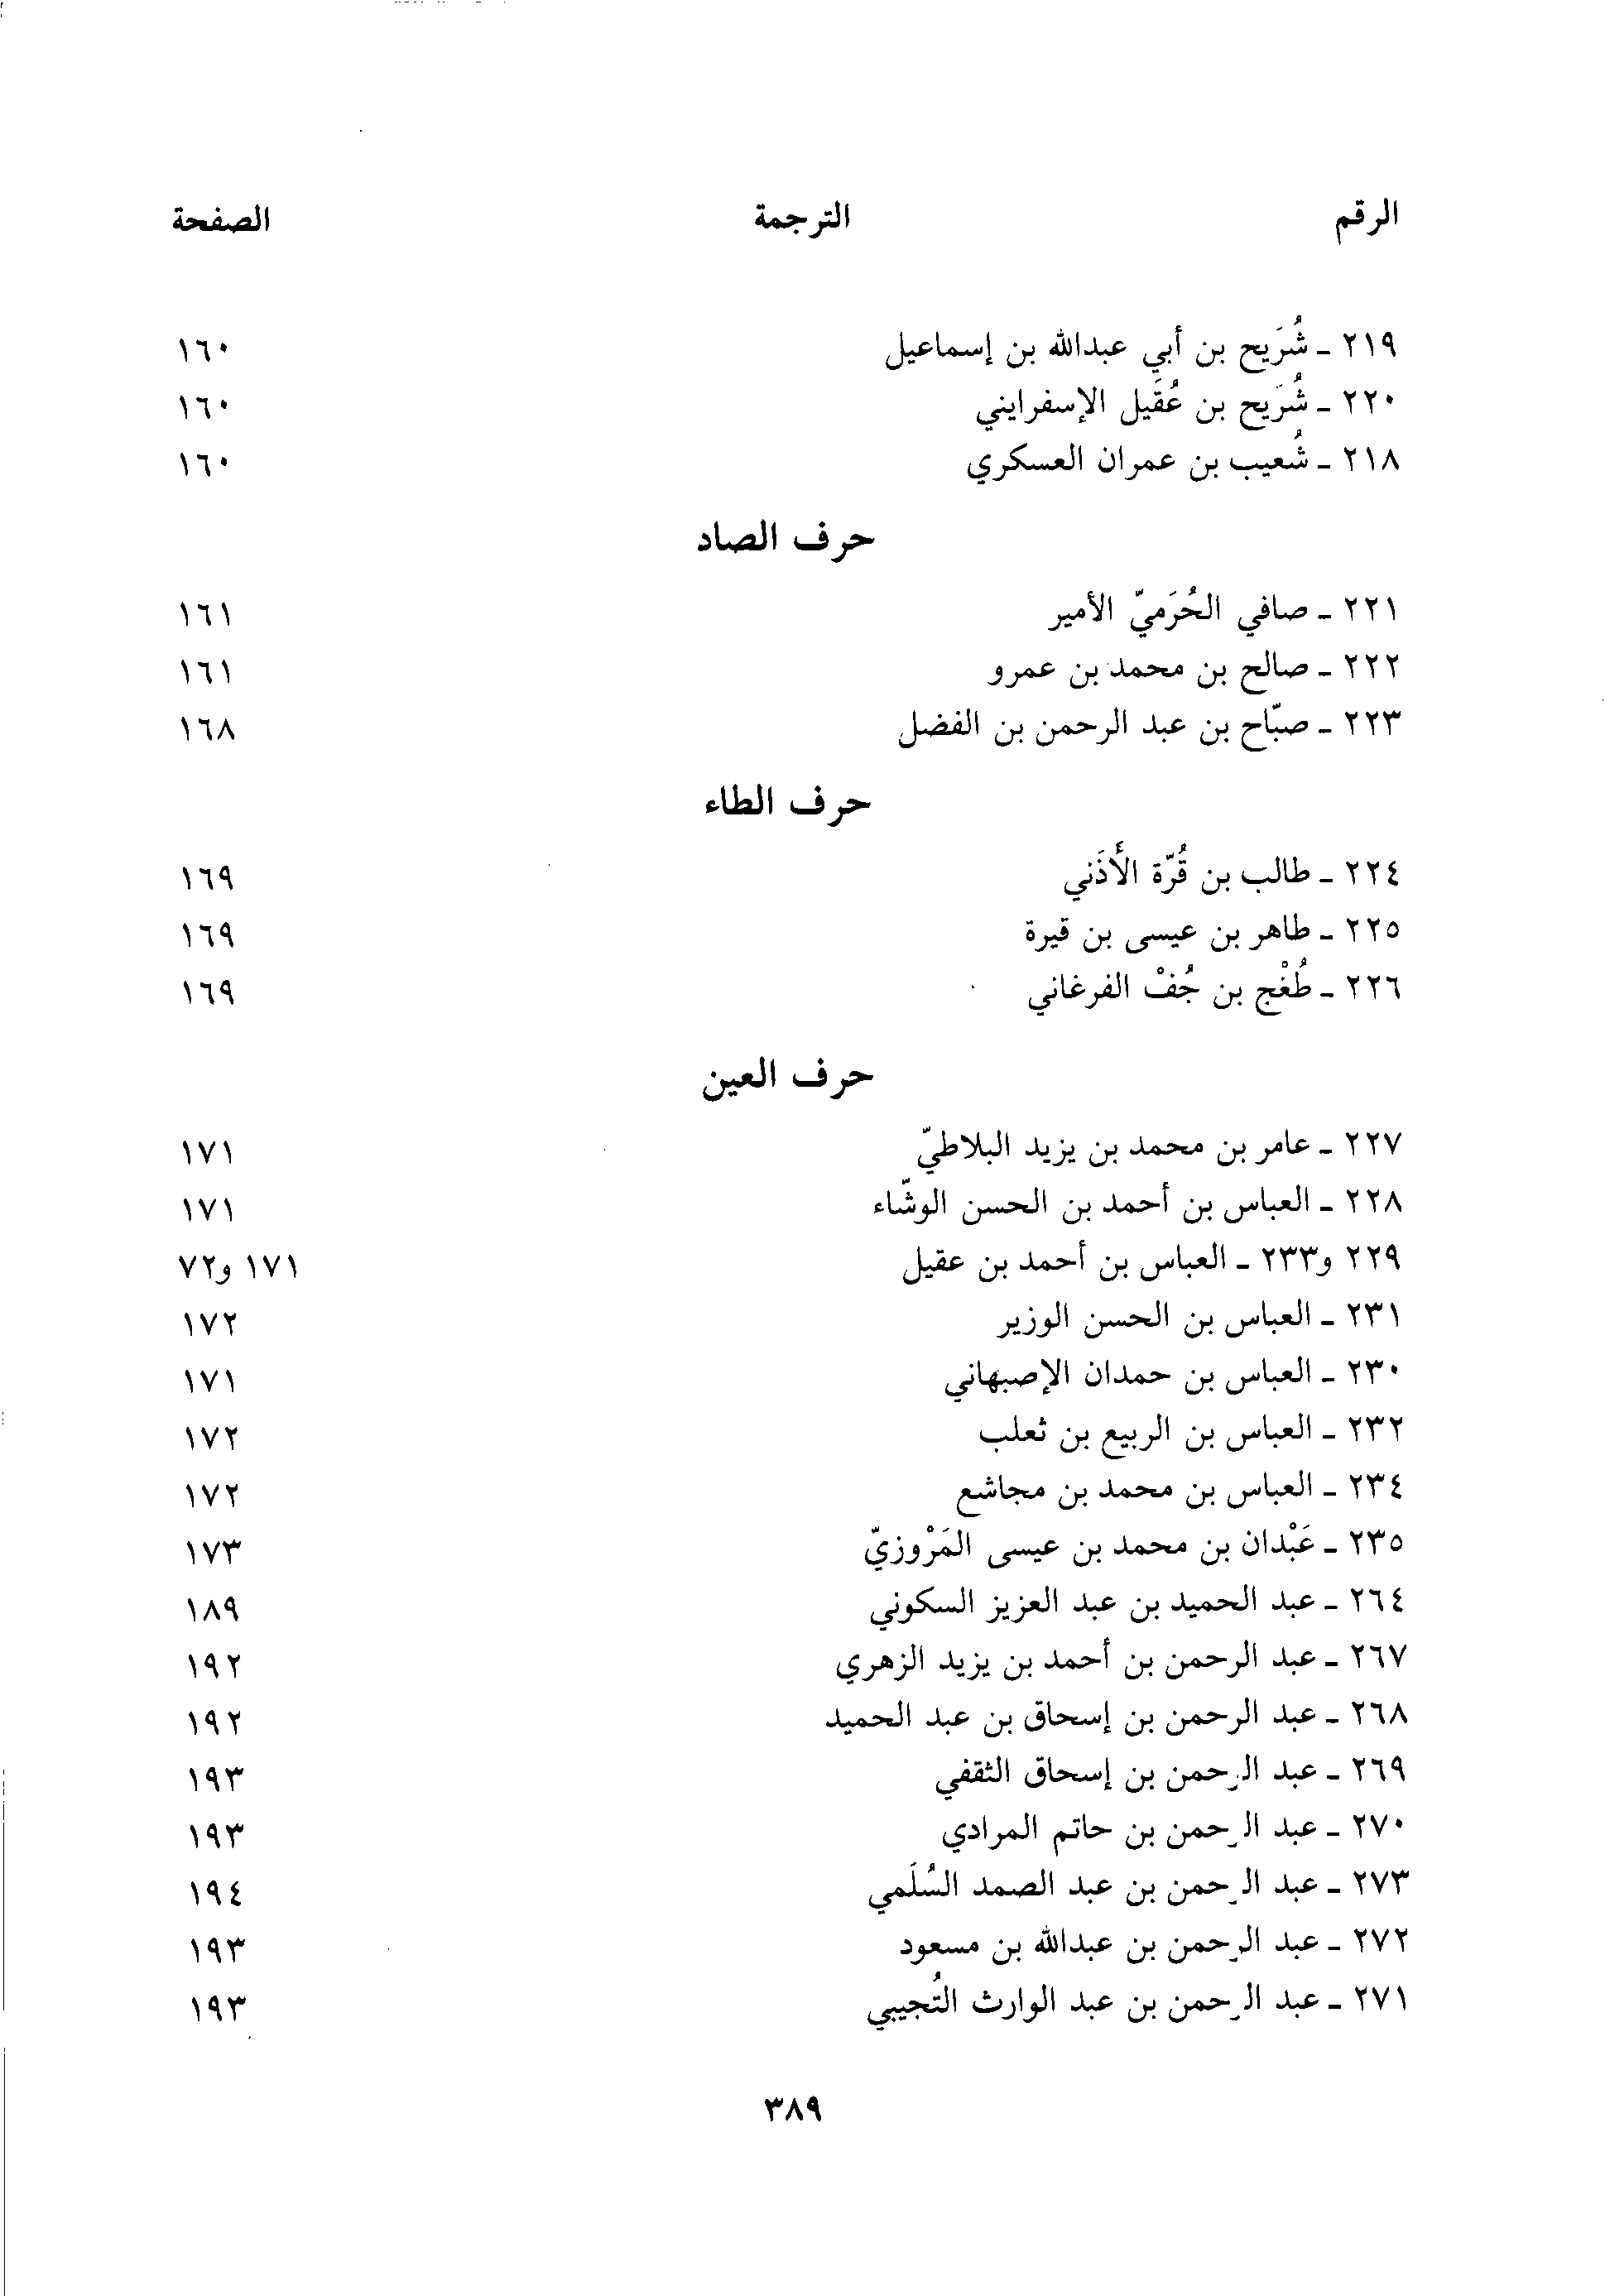 الرقم الترجمة الصفحة
٢١٩ ـ شُرَيح بن أبي عبدالله بن إسماعيل ١٦٠
٢٢٠ ـ شُرَيح بن عُقَيل الإسفرايني ١٦٠
٢١٨ ـ شُعيب بن عمران العسكري ١٦٠
حرف الصاد
٢٢١ ـ صافي الحُرَميّ الأمير ١٦١
٢٢٢ ـ صالح بن محمد بن عمرو ١٦١
٢٢٣ ـ صبّاح بن عبد الرحمن بن الفضل ١٦٨
حرف الطاء
٢٢٤ ـ طالب بن قُرّة الأَذَني ١٦٩
٢٢٥ ـ طاهر بن عيسى بن قيرة ١٦٩
٢٢٦ ـ طُغْج بن جُفْ الفرغاني ١٦٩
حرف العين
٢٢٧ ـ عامر بن محمد بن يزيد البلاطيّ ١٧١
٢٢٨ ـ العباس بن أحمد بن الحسن الوشّاء ١٧١
٢٢٩ و٢٣٣ ـ العباس بن أحمد بن عقيل ١٧١ و٧٢
٢٣١ ـ العباس بن الحسن الوزير ١٧٢
٢٣٠ ـ العباس بن حمدان الإصبهاني ١٧١
٢٣٢ ـ العباس بن الربيع بن ثعلب ١٧٢
٢٣٤ ـ العباس بن محمد بن مجاشع ١٧٢
٢٣٥ ـ عَبْدان بن محمد بن عيسى المَرْوزيّ ١٧٣
٢٦٤ ـ عبد الحميد بن عبد العزيز السكوني ١٨٩
٢٦٧ ـ عبد الرحمن بن أحمد بن يزيد الزهري ١٩٢
٢٦٨ ـ عبد الرحمن بن إسحاق بن عبد الحميد ١٩٢
٢٦٩ ـ عبد الرحمن بن إسحاق الثقفي ١٩٣
٢٧٠ ـ عبد الرحمن بن حاتم المرادي ١٩٣
٢٧٣ ـ عبد الرحمن بن عبد الصمد السُلَمي ١٩٤
٢٧٢ ـ عبد الرحمن بن عبدالله بن مسعود ١٩٣
٢٧١ ـ عبد الرحمن بن عبد الوارث التُجيبي ١٩٣
٣٨٩